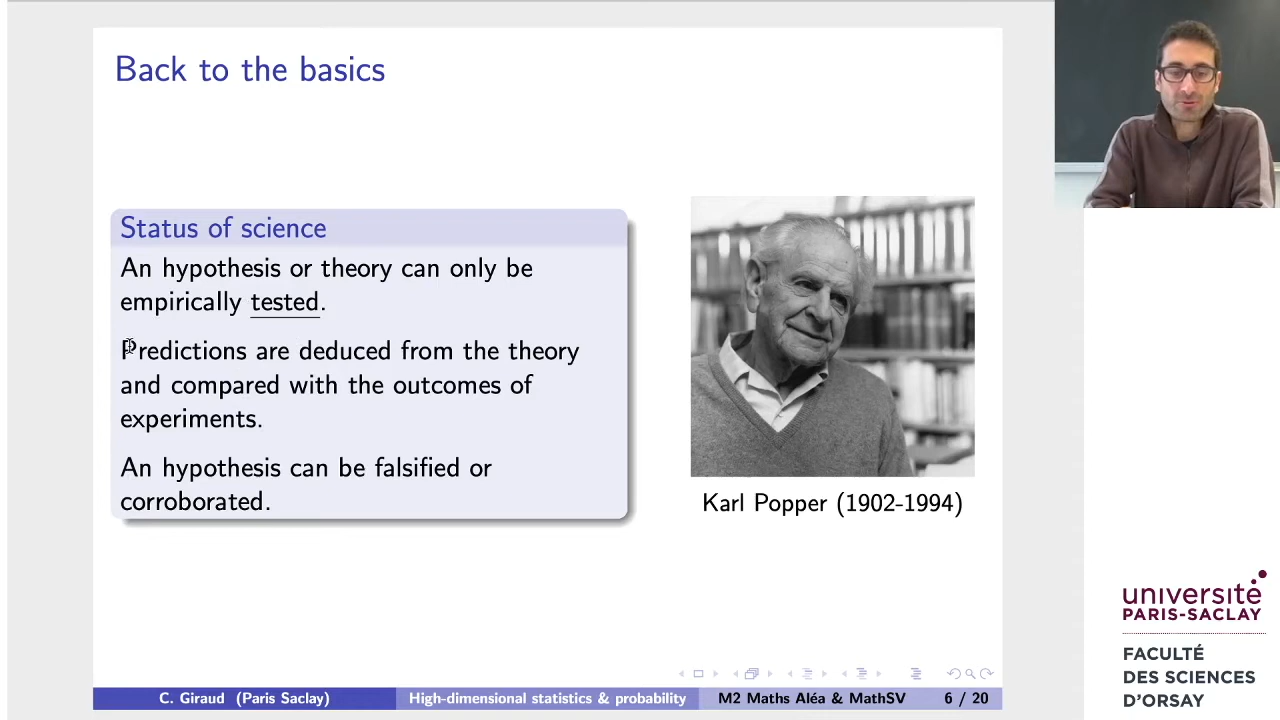 Back to the basics
Status of science
An hypothesis or theory can only be
empirically tested.
Predictions are deduced from the theory
and compared with the outcomes of
experiments.
An hypothesis can be falsified or
corroborated.
Karl Popper (1902-1994)
C. Giraud (Paris Saclay)
High-dimensional statistics & probability
M2 Maths Aléa & MathSV
6 / 20
université
PARIS-SACLAY
FACULTÉ
DES SCIENCES
D'ORSAY